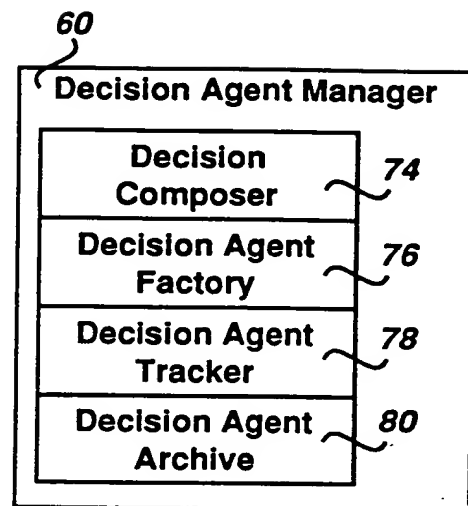 60
Decision Agent Manager
Decision
Composer
74
Decision Agent
Factory
76
Decision Agent
Tracker
78
Decision Agent
Archive
80